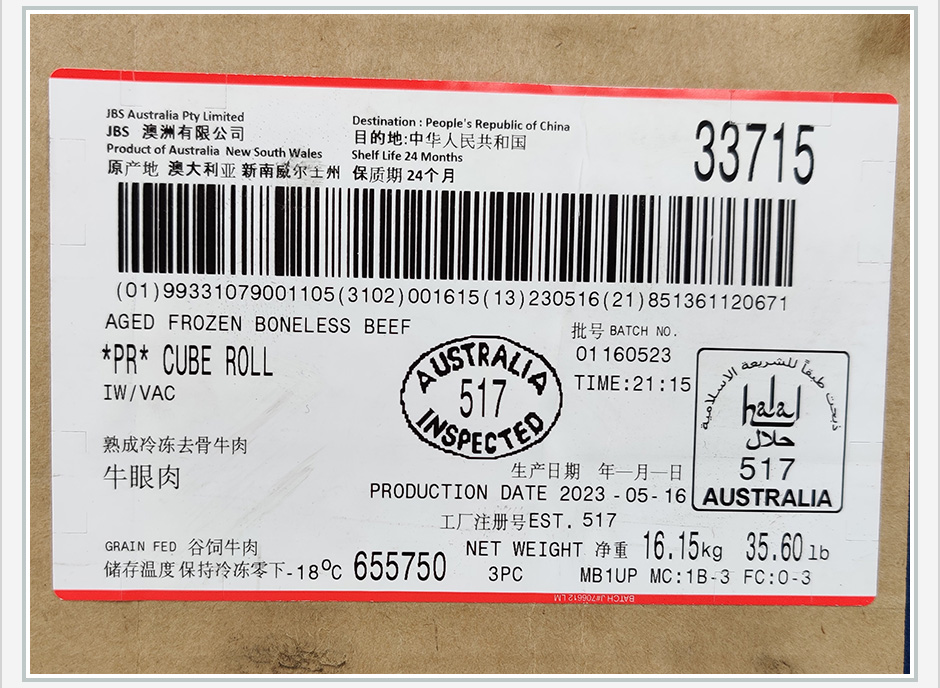 JBS Australia Pty Limited
JBS 澳洲有限公司
Product of Australia New South Wales
原产地 澳大利亚 新南威尔士州
Destination : People's Republic of China
目的地:中华人民共和国
Shelf Life 24 Months
保质期 24个月
33715
(01)99331079001105(3102)001615(13)230516(21)851361120671
AGED FROZEN BONELESS BEEF
*PR* CUBE ROLL
IW/VAC
AUSTRALIA
517
INSPECTED
批号 BATCH NO.
01160523
TIME:21:15
ذبحت طبقاً للشريعة الاسلامية
halal
حلال
517
AUSTRALIA
熟成冷冻去骨牛肉
牛眼肉
生产日期 年—月—日
PRODUCTION DATE 2023-05-16
工厂注册号EST. 517
GRAIN FED 谷饲牛肉
储存温度保持冷冻零下-18ºC 655750
NET WEIGHT 净重 16.15kg 35.60lb
3PC MB1UP MC:1B-3 FC:0-3
BATCH J#706612 LM